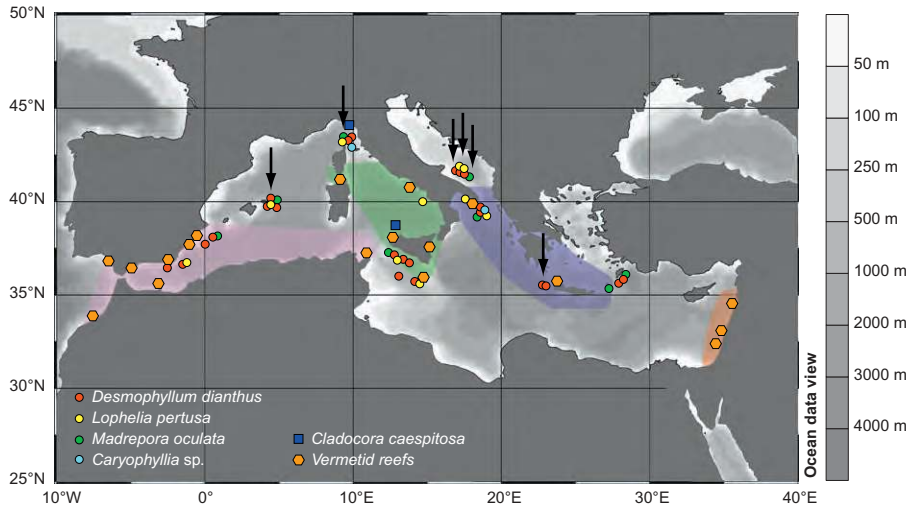 50°N
45°N
40°N
35°N
30°N
25°N
10°W
0°
10°E
20°E
30°E
40°E
Desmophyllum dianthus
Lophelia pertusa
Madrepora oculata
Caryophyllia sp.
Cladocora caespitosa
Vermetid reefs
Ocean data view
50 m
100 m
250 m
500 m
1000 m
2000 m
3000 m
4000 m